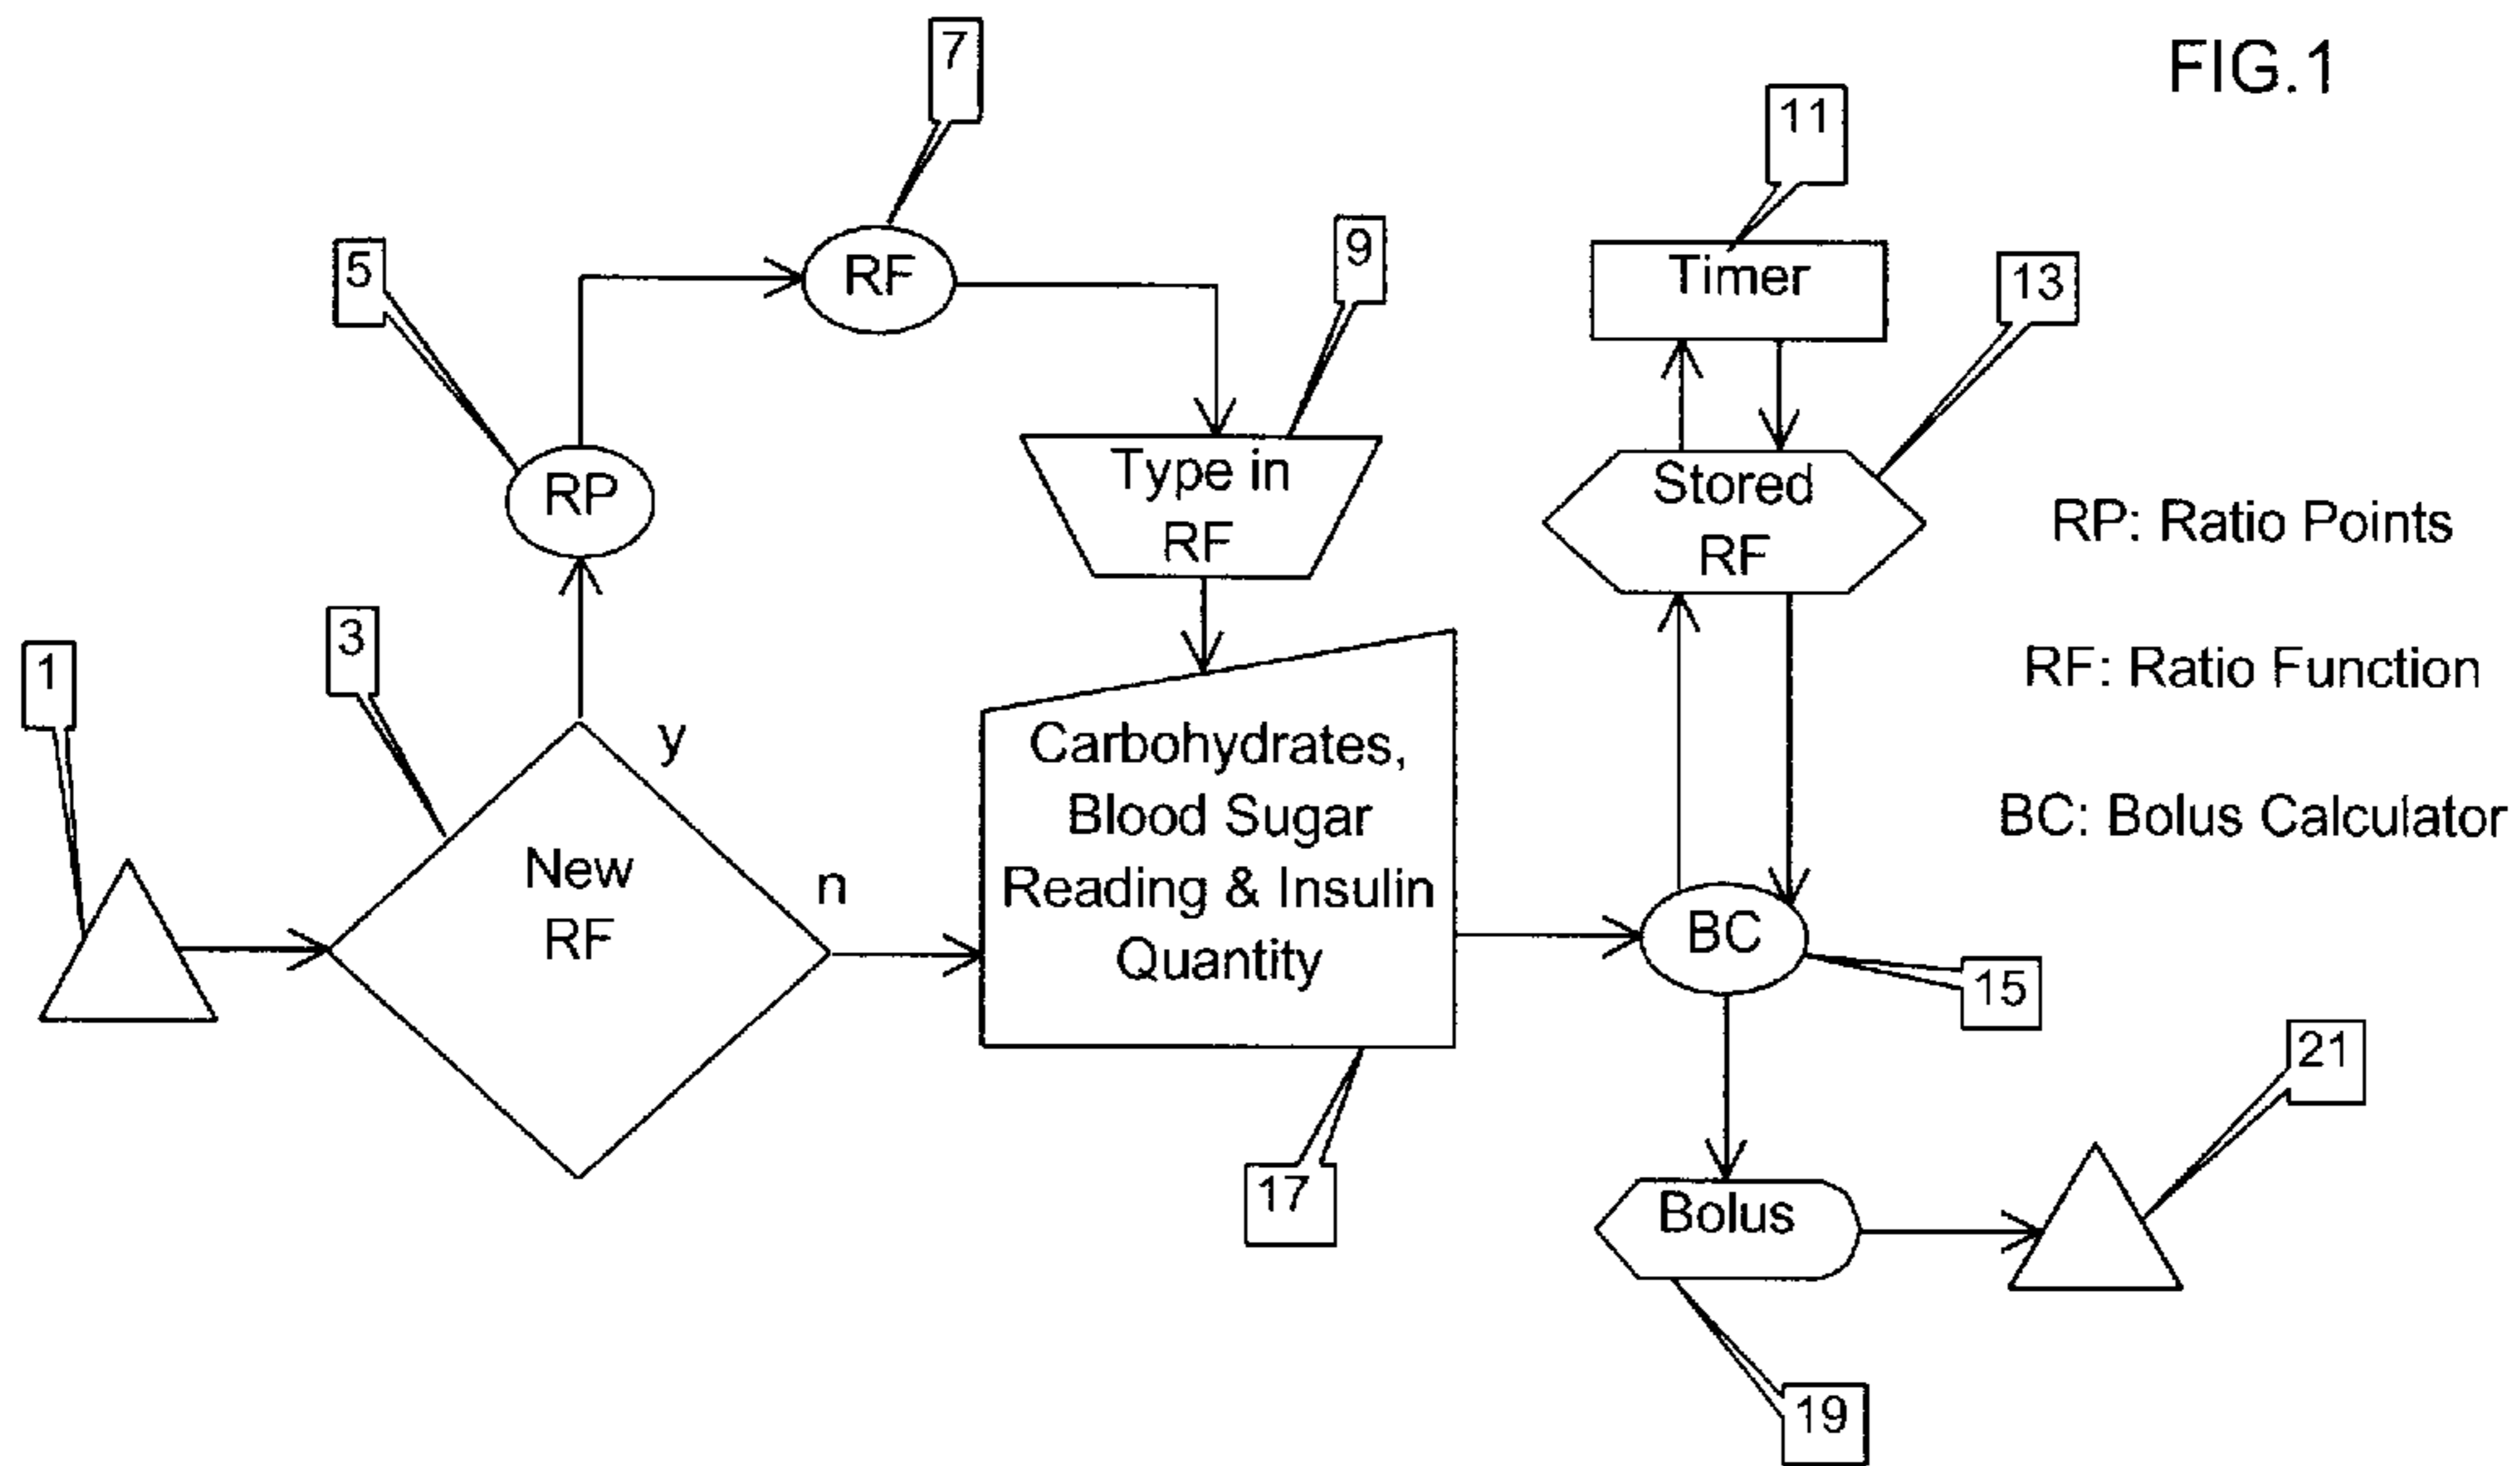 FIG.1
7
11
5
RF
9
Timer
13
RP
Type in
RF
Stored
RF
RP: Ratio Points
1
3
RF: Ratio Function
y
Carbohydrates,
Blood Sugar
Reading & Insulin
Quantity
BC: Bolus Calculator
New
RF
n
BC
15
17
21
Bolus
19